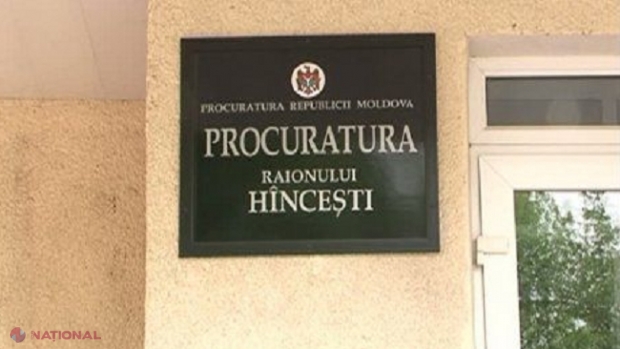 PROCURATURA REPUBLICII MOLDOVA
PROCURATURA
RAIONULUI
HÎNCEȘTI
NATIONAL